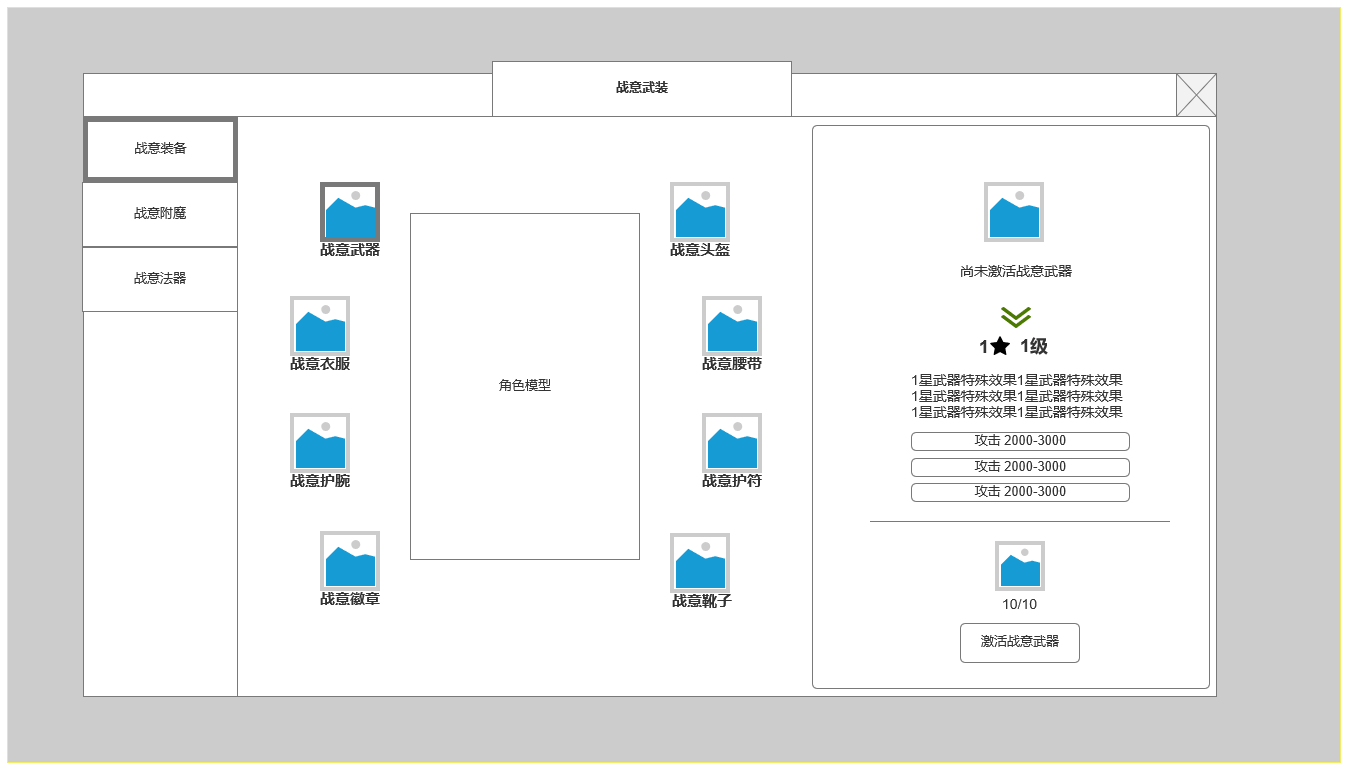 战意武装
战意装备
战意附魔
战意法器
战意武器
战意头盔
战意衣服
战意腰带
角色模型
战意护腕
战意护符
战意徽章
战意靴子
尚未激活战意武器
1 1级
1星武器特殊效果1星武器特殊效果
1星武器特殊效果1星武器特殊效果
1星武器特殊效果1星武器特殊效果
攻击 2000-3000
攻击 2000-3000
攻击 2000-3000
10/10
激活战意武器